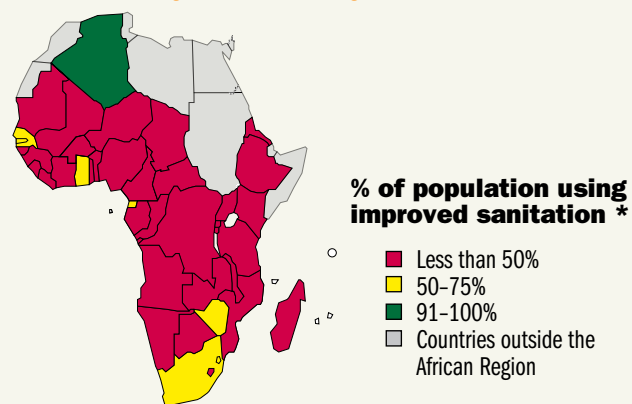 % of population using
improved sanitation *
Less than 50%
50–75%
91–100%
Countries outside the
African Region